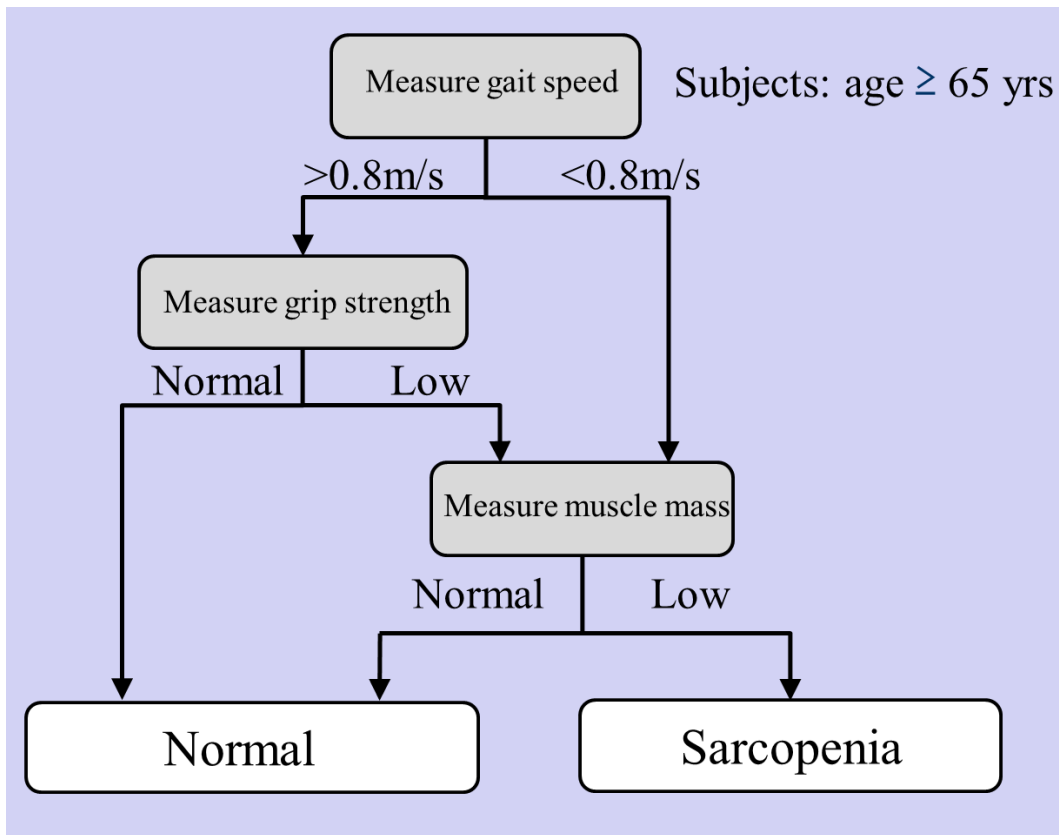 Measure gait speed
Subjects: age ≥ 65 yrs
>0.8m/s
<0.8m/s
Measure grip strength
Normal
Low
Measure muscle mass
Normal
Low
Normal
Sarcopenia